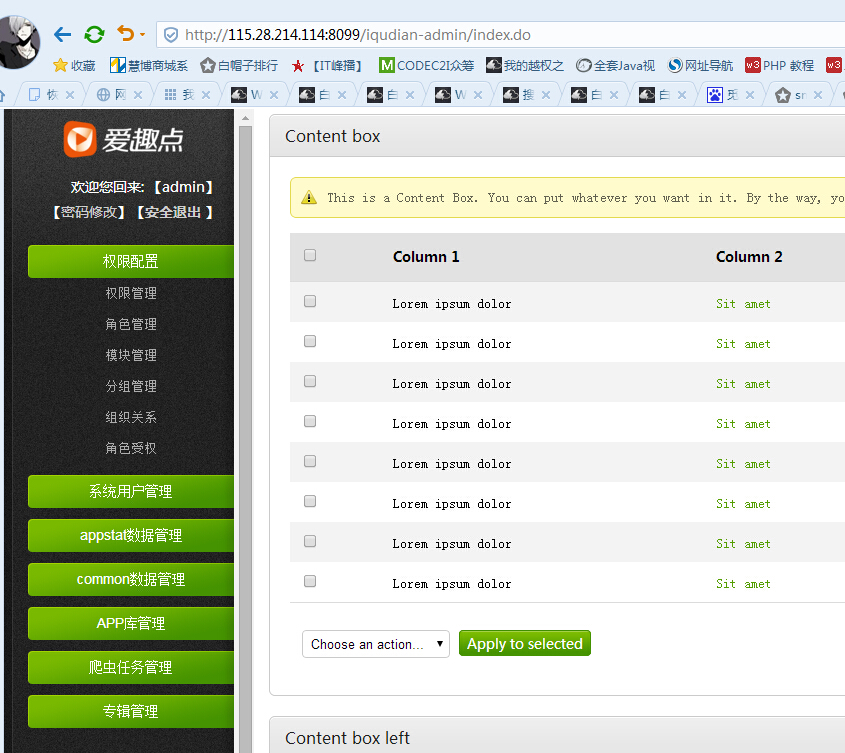 http://115.28.214.114:8099/iqudian-admin/index.do
收藏 慧博商城系 白帽子排行 【IT峰播】 M CODEC2I众筹 我的越权之 全套Java视 网址导航 w3 PHP 教程 w3
网 我 W 白 白 W 搜 白 白 sr
爱趣点
欢迎您回来:【admin】
【密码修改】【安全退出 】
权限配置
权限管理
角色管理
模块管理
分组管理
组织关系
角色受权
系统用户管理
appstat数据管理
common数据管理
APP库管理
爬虫任务管理
专辑管理
Content box
This is a Content Box. You can put whatever you want in it. By the way, yo
Column 1 Column 2
Lorem ipsum dolor Sit amet
Lorem ipsum dolor Sit amet
Lorem ipsum dolor Sit amet
Lorem ipsum dolor Sit amet
Lorem ipsum dolor Sit amet
Lorem ipsum dolor Sit amet
Lorem ipsum dolor Sit amet
Lorem ipsum dolor Sit amet
Choose an action... Apply to selected
Content box left